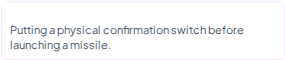 Putting a physical confirmation switch before
launching a missile.